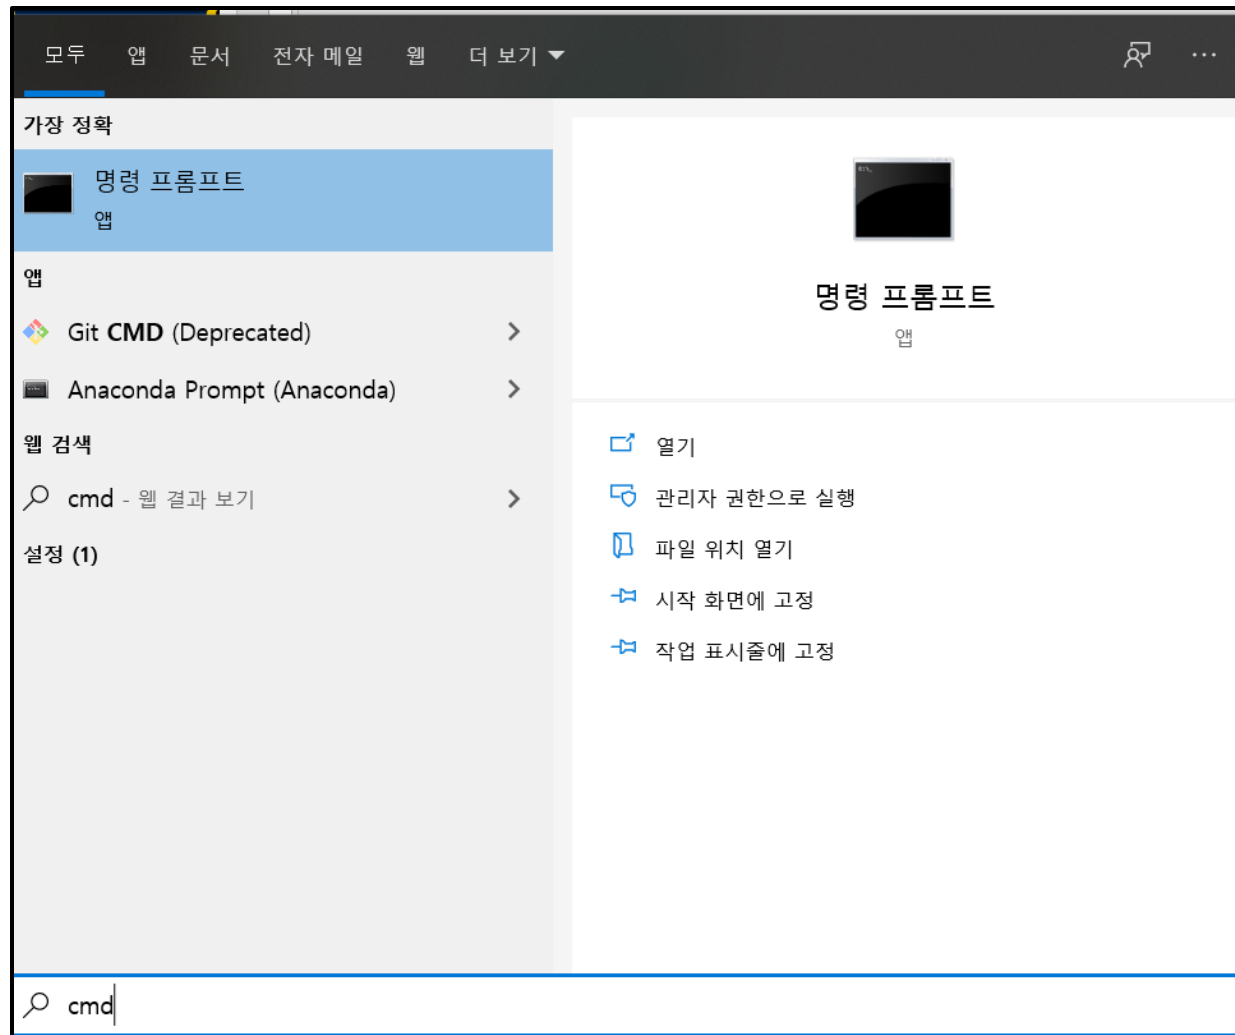 모두 앱 문서 전자 메일 웹 더 보기
가장 정확
명령 프롬프트
앱
앱
Git CMD (Deprecated)
Anaconda Prompt (Anaconda)
웹 검색
cmd - 웹 결과 보기
설정 (1)
명령 프롬프트
앱
열기
관리자 권한으로 실행
파일 위치 열기
시작 화면에 고정
작업 표시줄에 고정
cmd